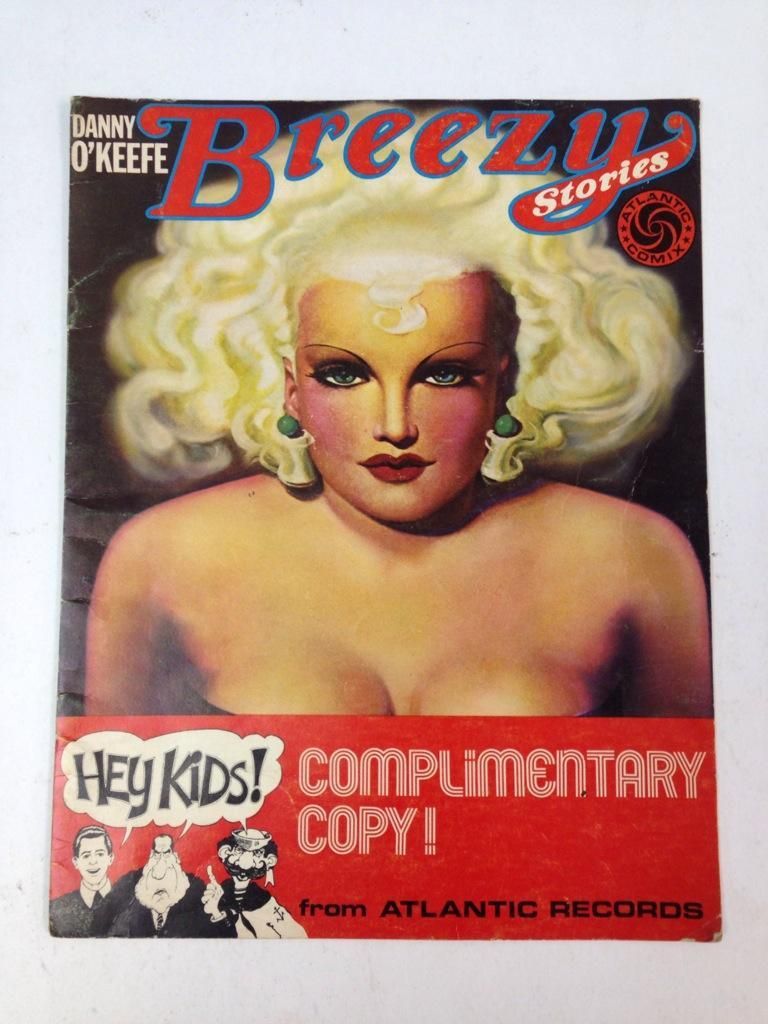 DANNY
O'KEEFE
Breezy
Stories
ATLANTIC
COMIX
HEY KIDS!
COMPLIMENTARY
COPY!
from ATLANTIC RECORDS